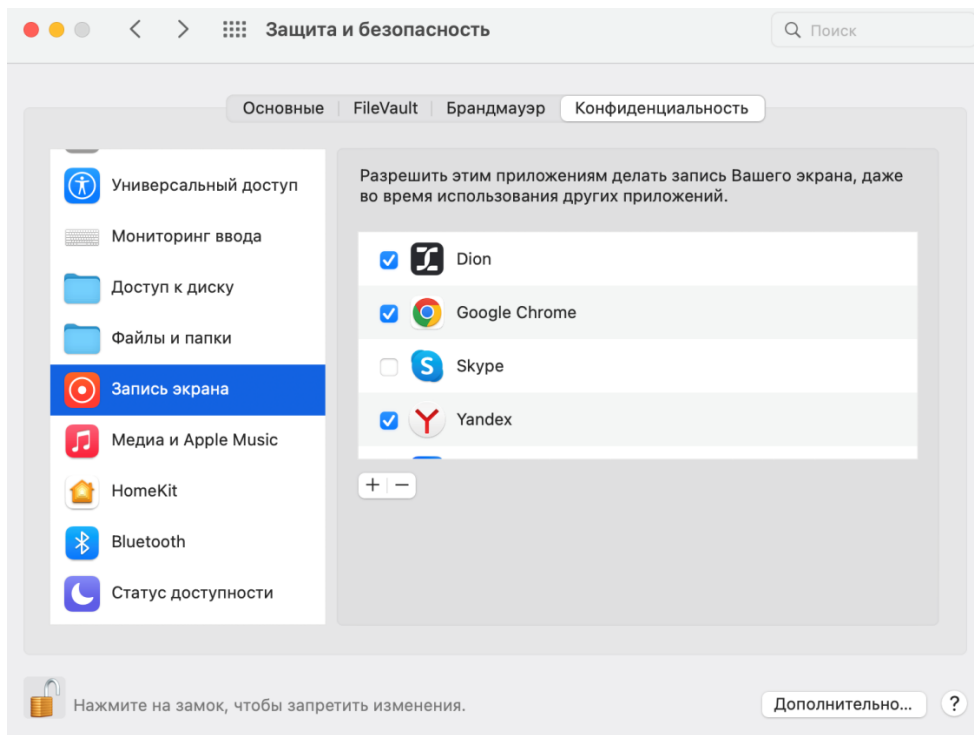 Защита и безопасность
Поиск
Основные
FileVault
Брандмауэр
Конфиденциальность
Универсальный доступ
Мониторинг ввода
Доступ к диску
Файлы и папки
Запись экрана
Медиа и Apple Music
HomeKit
Bluetooth
Статус доступности
Разрешить этим приложениям делать запись Вашего экрана, даже
во время использования других приложений.
Dion
Google Chrome
Skype
Yandex
Нажмите на замок, чтобы запретить изменения.
Дополнительно...
?